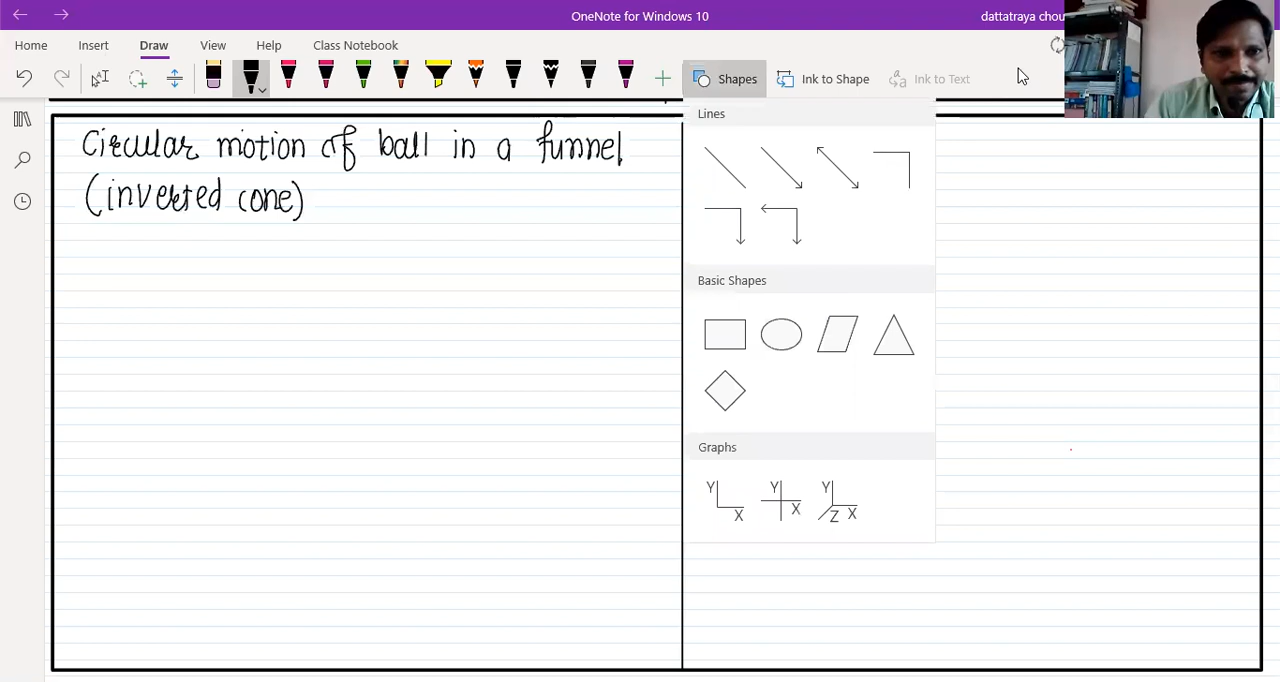 OneNote for Windows 10
dattatraya chou
Home Insert Draw View Help Class Notebook
Shapes Ink to Shape Ink to Text
Lines
Circular motion of ball in a funnel
(inverted cone)
Basic Shapes
Graphs
Y X Y X Y Z X